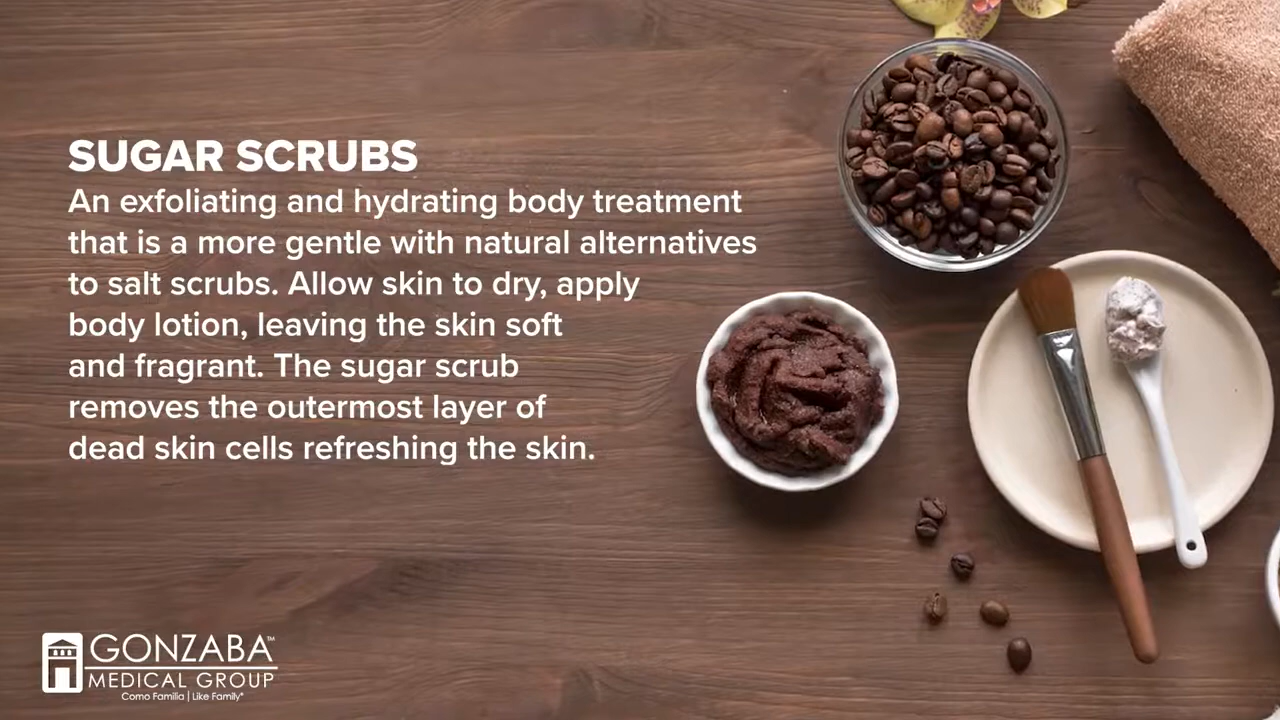 SUGAR SCRUBS
An exfoliating and hydrating body treatment
that is a more gentle with natural alternatives
to salt scrubs. Allow skin to dry, apply
body lotion, leaving the skin soft
and fragrant. The sugar scrub
removes the outermost layer of
dead skin cells refreshing the skin.
GONZABA™
MEDICAL GROUP
Como Familia | Like Family*